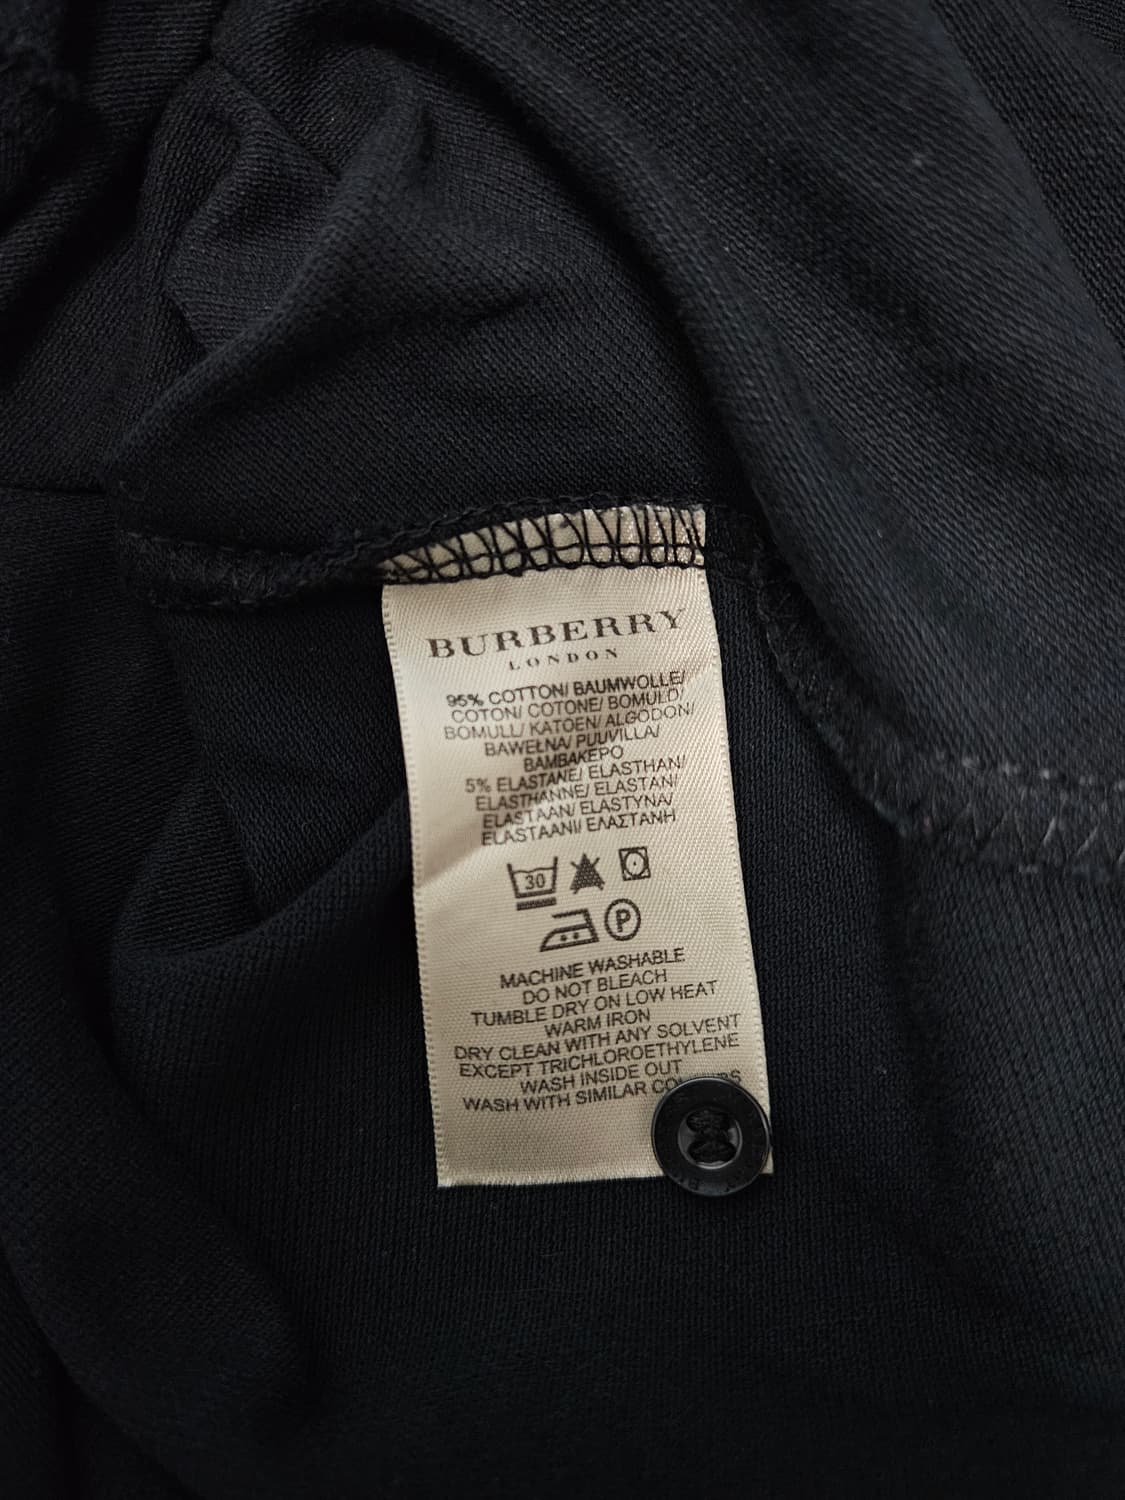 BURBERRY
LONDON
95% COTTON/ BAUMWOLLE/
COTON/ COTONE/ BOMULD/
BOMULL/ KATOEN/ ALGODON/
BAWEŁNA/ PUUVILLA/
ΒΑΜΒΑΚΕΡΟ
5% ELASTANE/ ELASTHAN/
ELASTHANNE/ ELASTAN/
ELASTAAN/ ELASTYNA/
ELASTAANI/ ΕΛΑΣΤΑΝΗ
30
P
MACHINE WASHABLE
DO NOT BLEACH
TUMBLE DRY ON LOW HEAT
WARM IRON
DRY CLEAN WITH ANY SOLVENT
EXCEPT TRICHLOROETHYLENE
WASH INSIDE OUT
WASH WITH SIMILAR